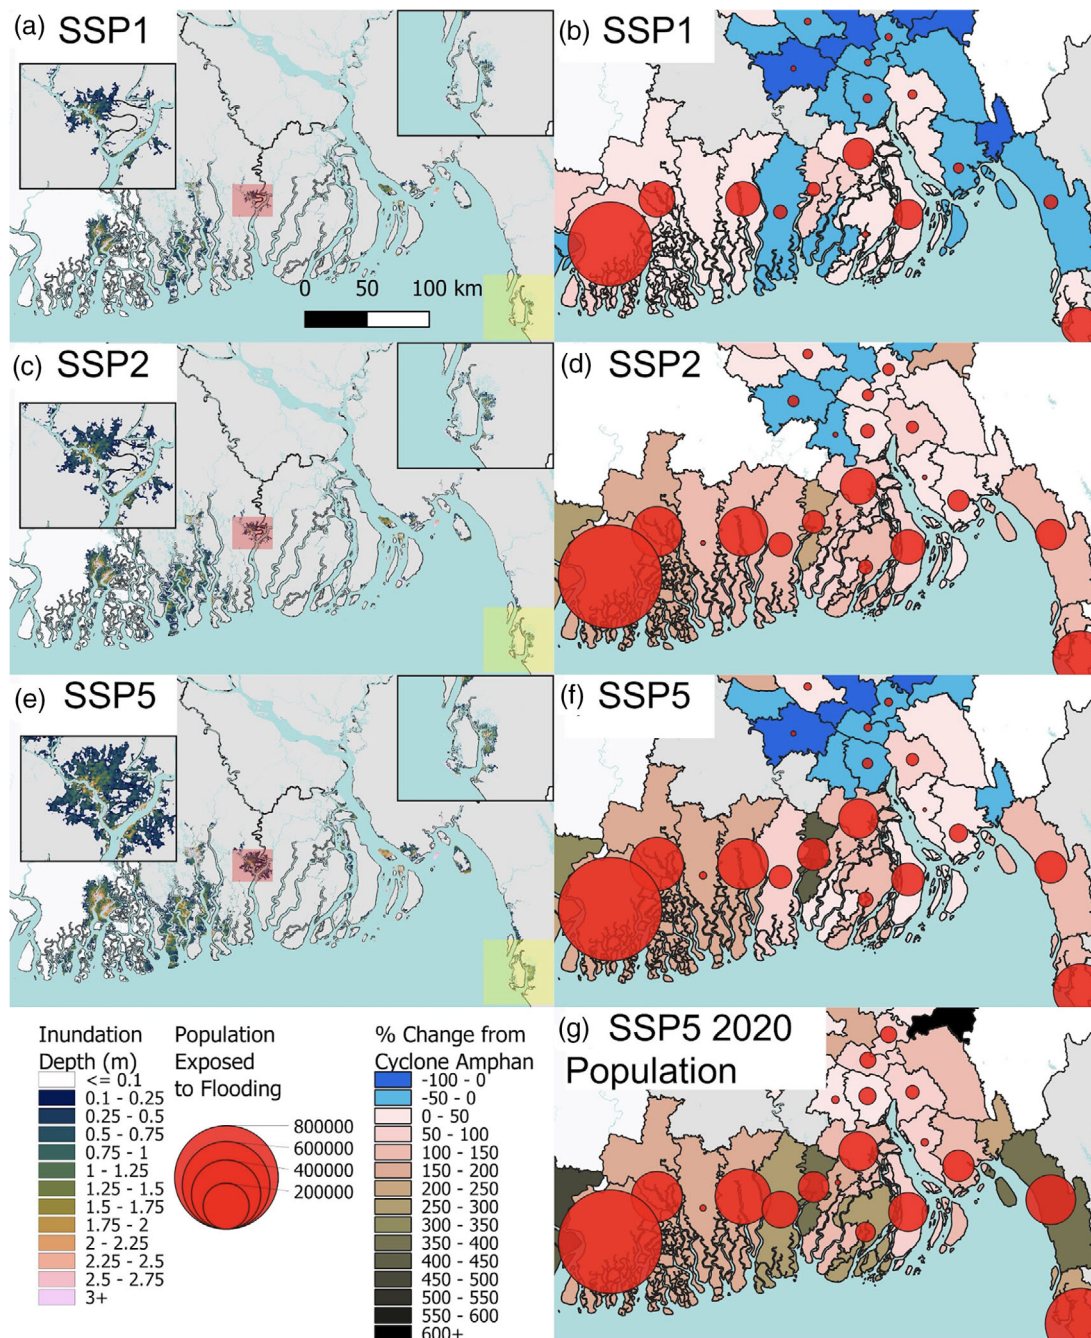 (a) SSP1
(b) SSP1
0 50 100 km
(c) SSP2
(d) SSP2
(e) SSP5
(f) SSP5
(g) SSP5 2020
Population
Inundation
Depth (m)
<= 0.1
0.1 - 0.25
0.25 - 0.5
0.5 - 0.75
0.75 - 1
1 - 1.25
1.25 - 1.5
1.5 - 1.75
1.75 - 2
2 - 2.25
2.25 - 2.5
2.5 - 2.75
3+
Population
Exposed
to Flooding
800000
600000
400000
200000
% Change from
Cyclone Amphan
-100 - 0
-50 - 0
0 - 50
50 - 100
100 - 150
150 - 200
200 - 250
250 - 300
300 - 350
350 - 400
400 - 450
450 - 500
500 - 550
550 - 600
600+